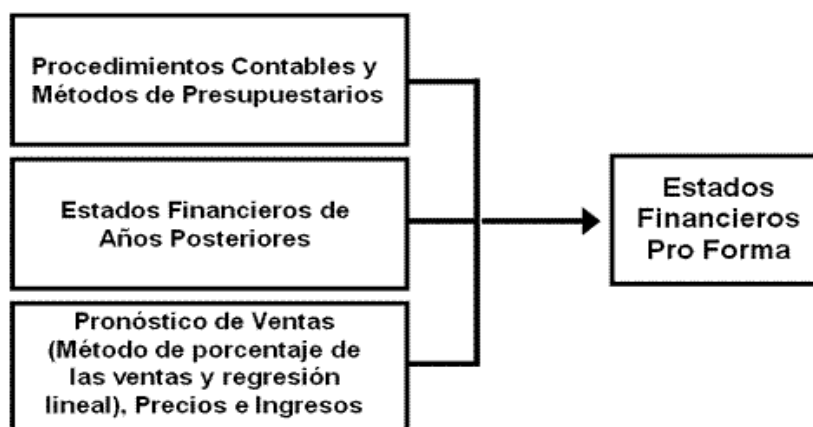 Procedimientos Contables y
Métodos de Presupuestarios
Estados Financieros de
Años Posteriores
Pronóstico de Ventas
(Método de porcentaje de
las ventas y regresión
lineal), Precios e Ingresos
Estados
Financieros
Pro Forma